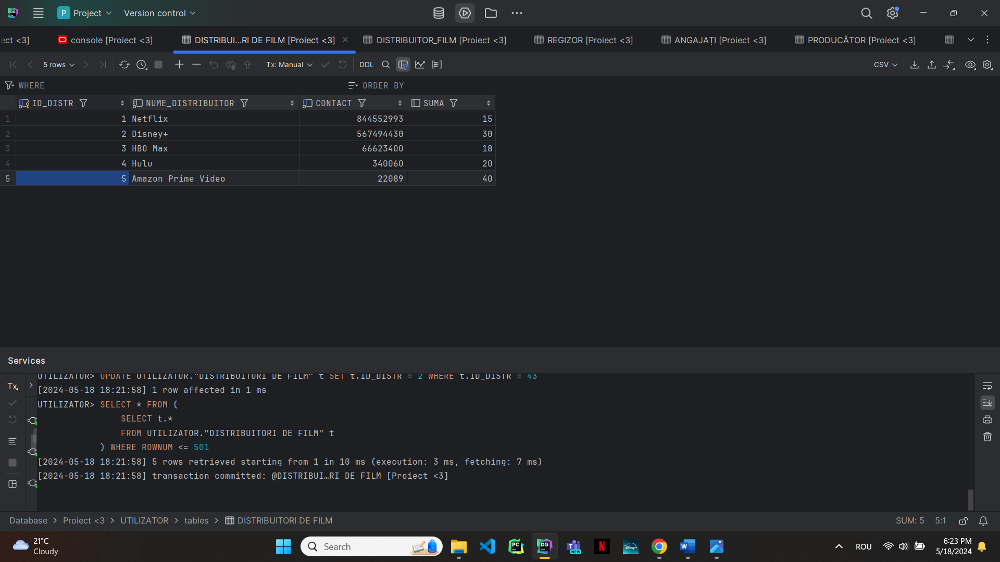 DG P Project Version control
ect <3] console [Proiect <3] DISTRIBUI...RI DE FILM [Proiect <3] DISTRIBUITOR_FILM [Proiect <3] REGIZOR [Proiect <3] ANGAJAȚI [Proiect <3] PRODUCĂTOR [Proiect <3]
5 rows Tx: Manual DDL CSV
WHERE ORDER BY
ID_DISTR NUME_DISTRIBUITOR CONTACT SUMA
1 1 Netflix 844552993 15
2 2 Disney+ 567494430 30
3 3 HBO Max 66623400 18
4 4 Hulu 340060 20
5 5 Amazon Prime Video 22089 40
Services
UTILIZATOR> UPDATE UTILIZATOR."DISTRIBUITORI DE FILM" t SET t.ID_DISTR = 2 WHERE t.ID_DISTR = 43
Tx
[2024-05-18 18:21:58] 1 row affected in 1 ms
UTILIZATOR> SELECT * FROM (
SELECT t.*
FROM UTILIZATOR."DISTRIBUITORI DE FILM" t
) WHERE ROWNUM <= 501
[2024-05-18 18:21:58] 5 rows retrieved starting from 1 in 10 ms (execution: 3 ms, fetching: 7 ms)
[2024-05-18 18:21:58] transaction committed: @DISTRIBUI…RI DE FILM [Proiect <3]
Database > Proiect <3 > UTILIZATOR > tables > DISTRIBUITORI DE FILM SUM: 5 5:1
21°C
Cloudy
Search PC DG T NEW N Disney+ W
ROU
6:23 PM
5/18/2024